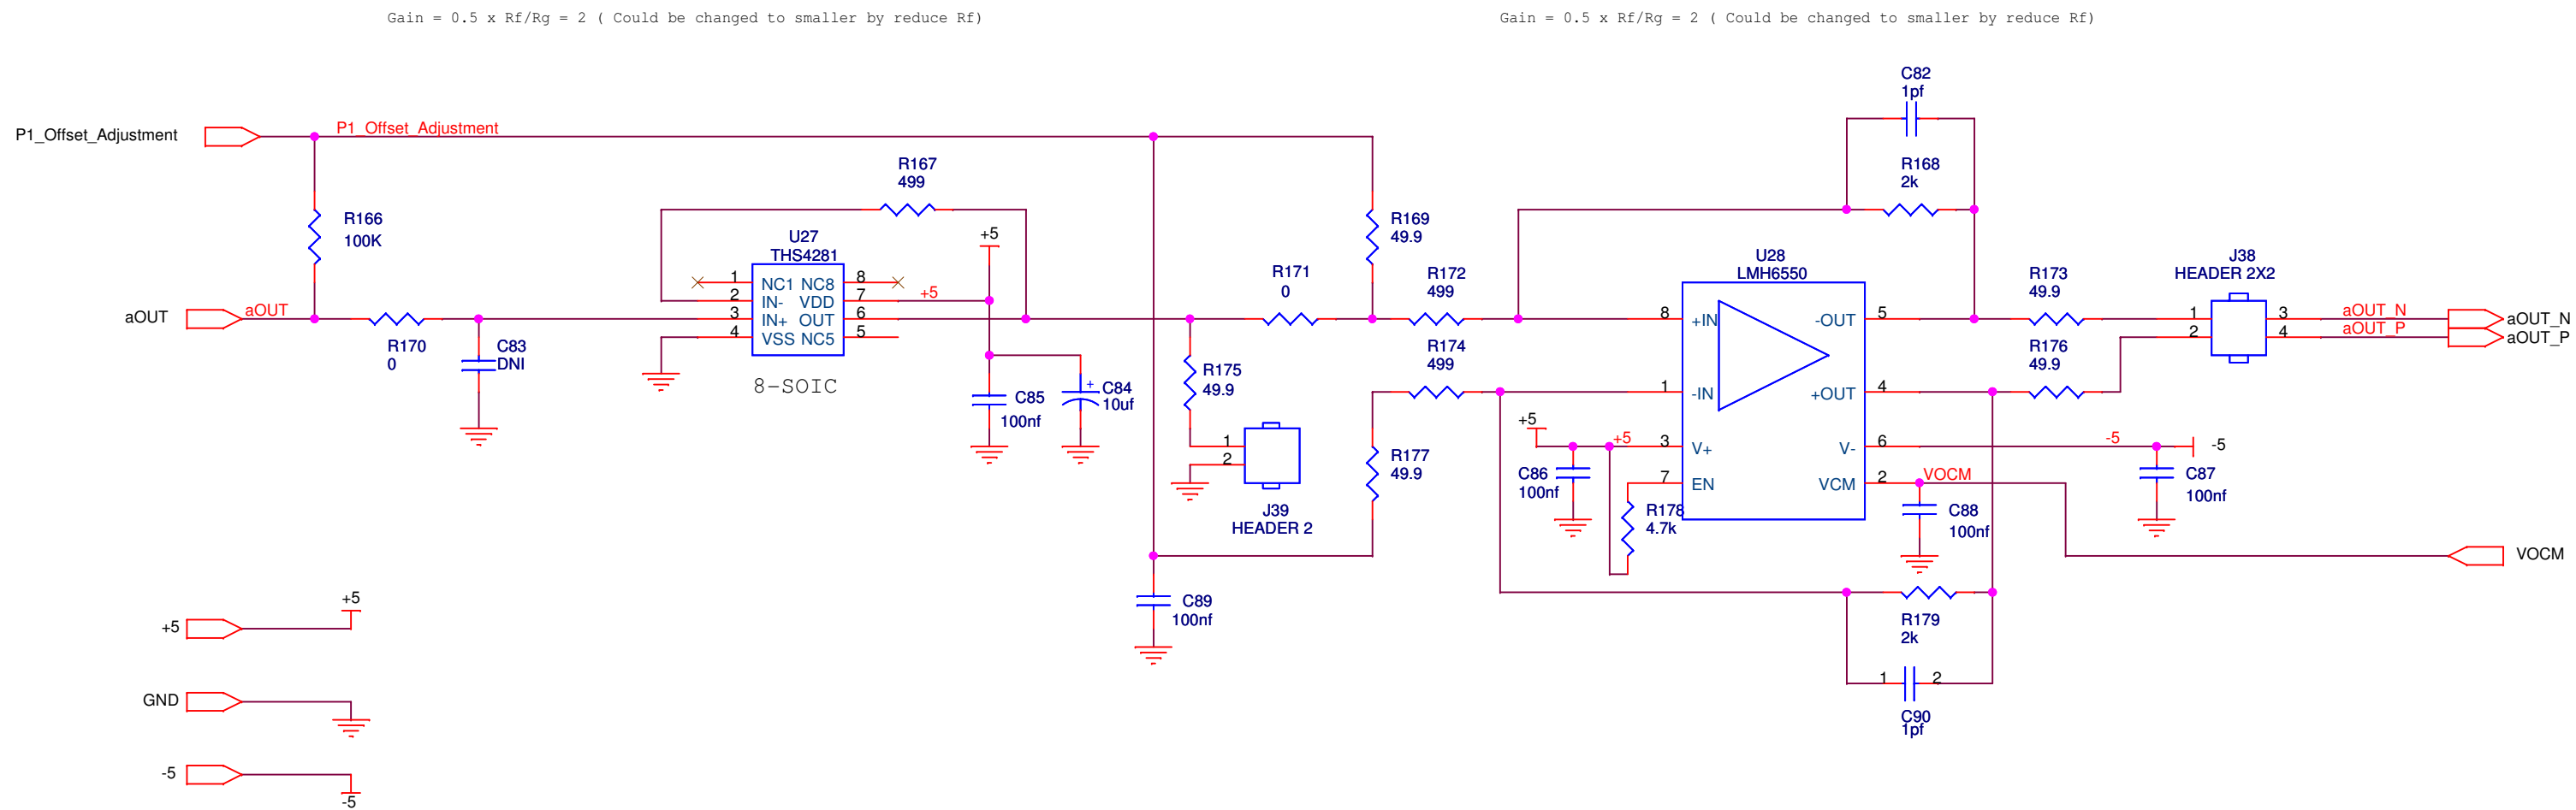 Gain = 0.5 x Rf/Rg = 2 ( Could be changed to smaller by reduce Rf)
Gain = 0.5 x Rf/Rg = 2 ( Could be changed to smaller by reduce Rf)
P1_Offset_Adjustment
P1_Offset_Adjustment
R166
100K
aOUT
aOUT
R170
0
C83
DNI
R167
499
U27
THS4281
1
2
3
4
NC1
IN-
IN+
VSS
NC8
VDD
OUT
NC5
8
7
6
5
8-SOIC
+5
+5
C85
100nf
+
C84
10uf
R175
49.9
1
2
J39
HEADER 2
C89
100nf
R171
0
R169
49.9
R172
499
R174
499
R177
49.9
C82
1pf
R168
2k
U28
LMH6550
8
1
3
7
+IN
-IN
V+
EN
-OUT
+OUT
V-
VCM
5
4
6
2
+5
+5
C86
100nf
R178
4.7k
VOCM
C88
100nf
R173
49.9
R176
49.9
J38
HEADER 2X2
1
2
3
4
aOUT_N
aOUT_P
aOUT_N
aOUT_P
-5
-5
C87
100nf
VOCM
R179
2k
1
2
C90
1pf
+5
+5
GND
-5
-5